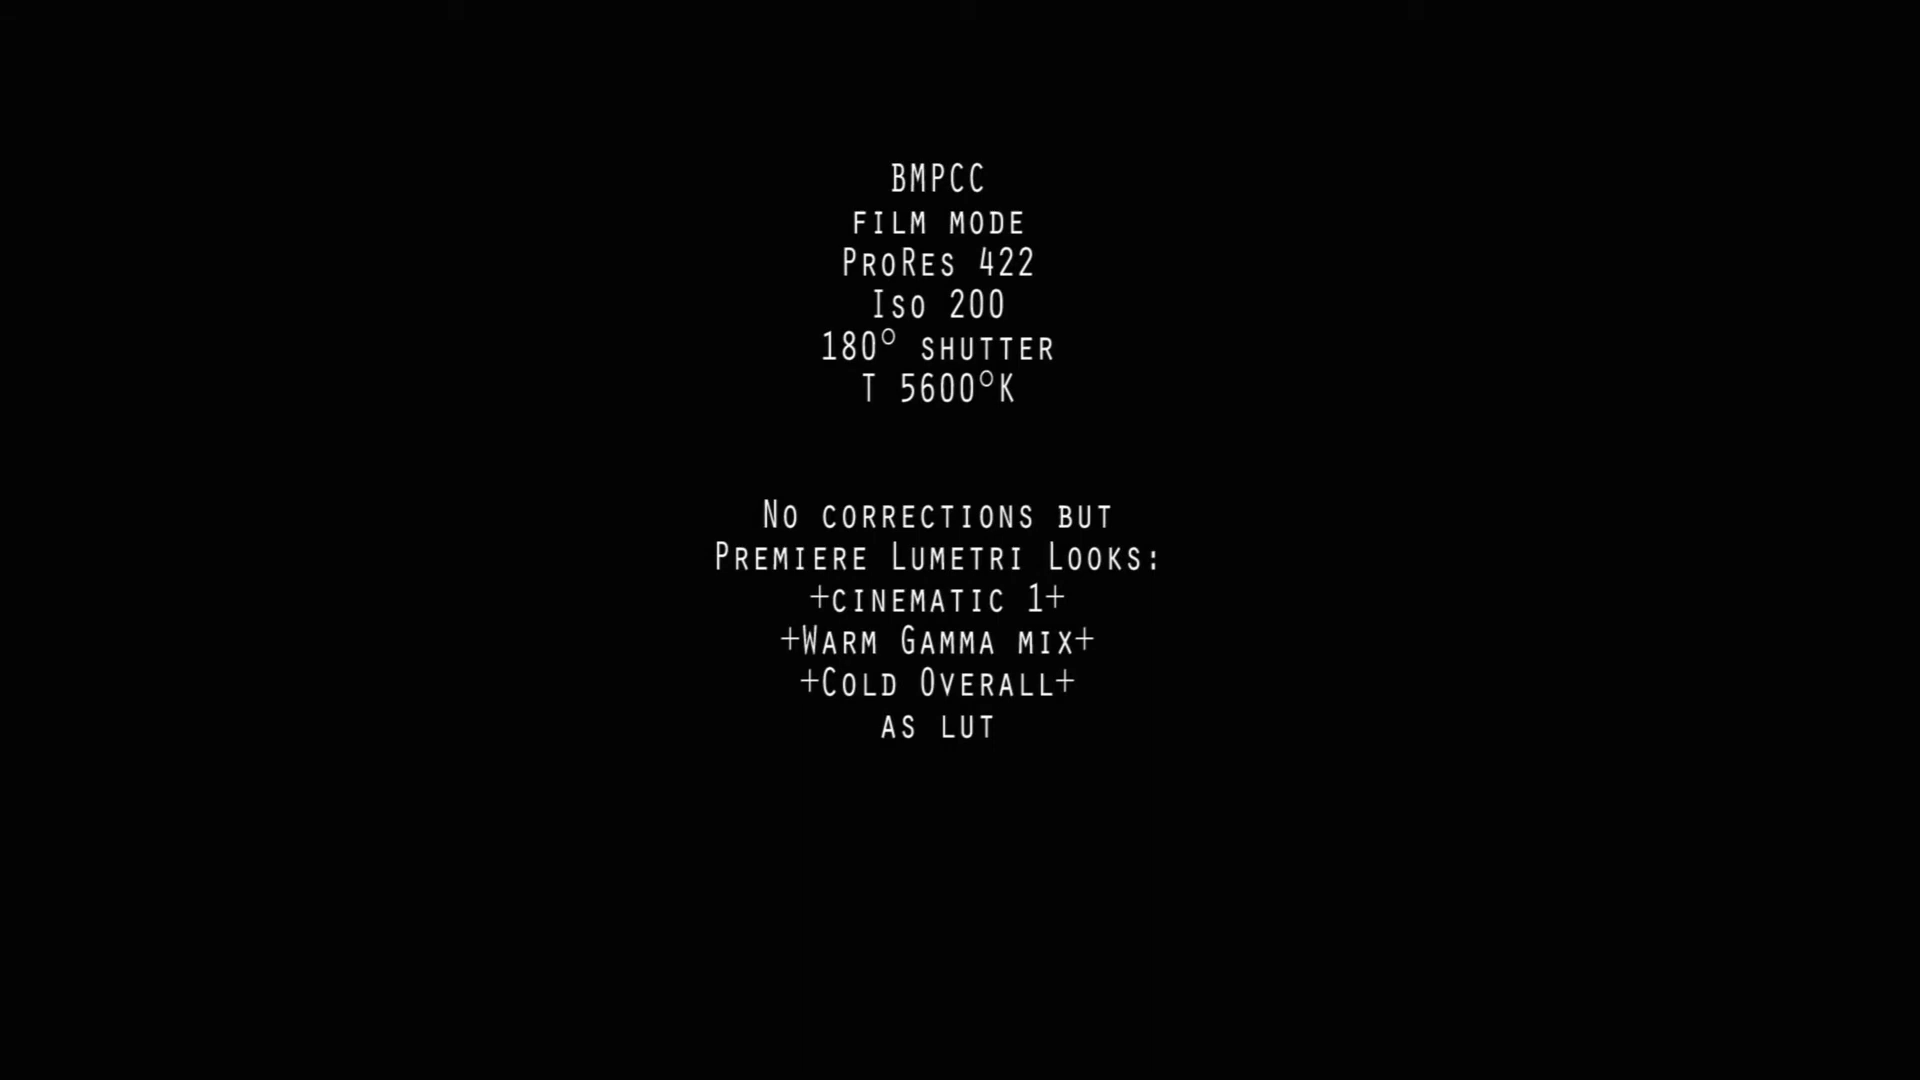 BMPCC
FILM MODE
PRORES 422
ISO 200
180° SHUTTER
T 5600°K
NO CORRECTIONS BUT
PREMIERE LUMETRI LOOKS:
+CINEMATIC 1+
+WARM GAMMA MIX+
+COLD OVERALL+
AS LUT